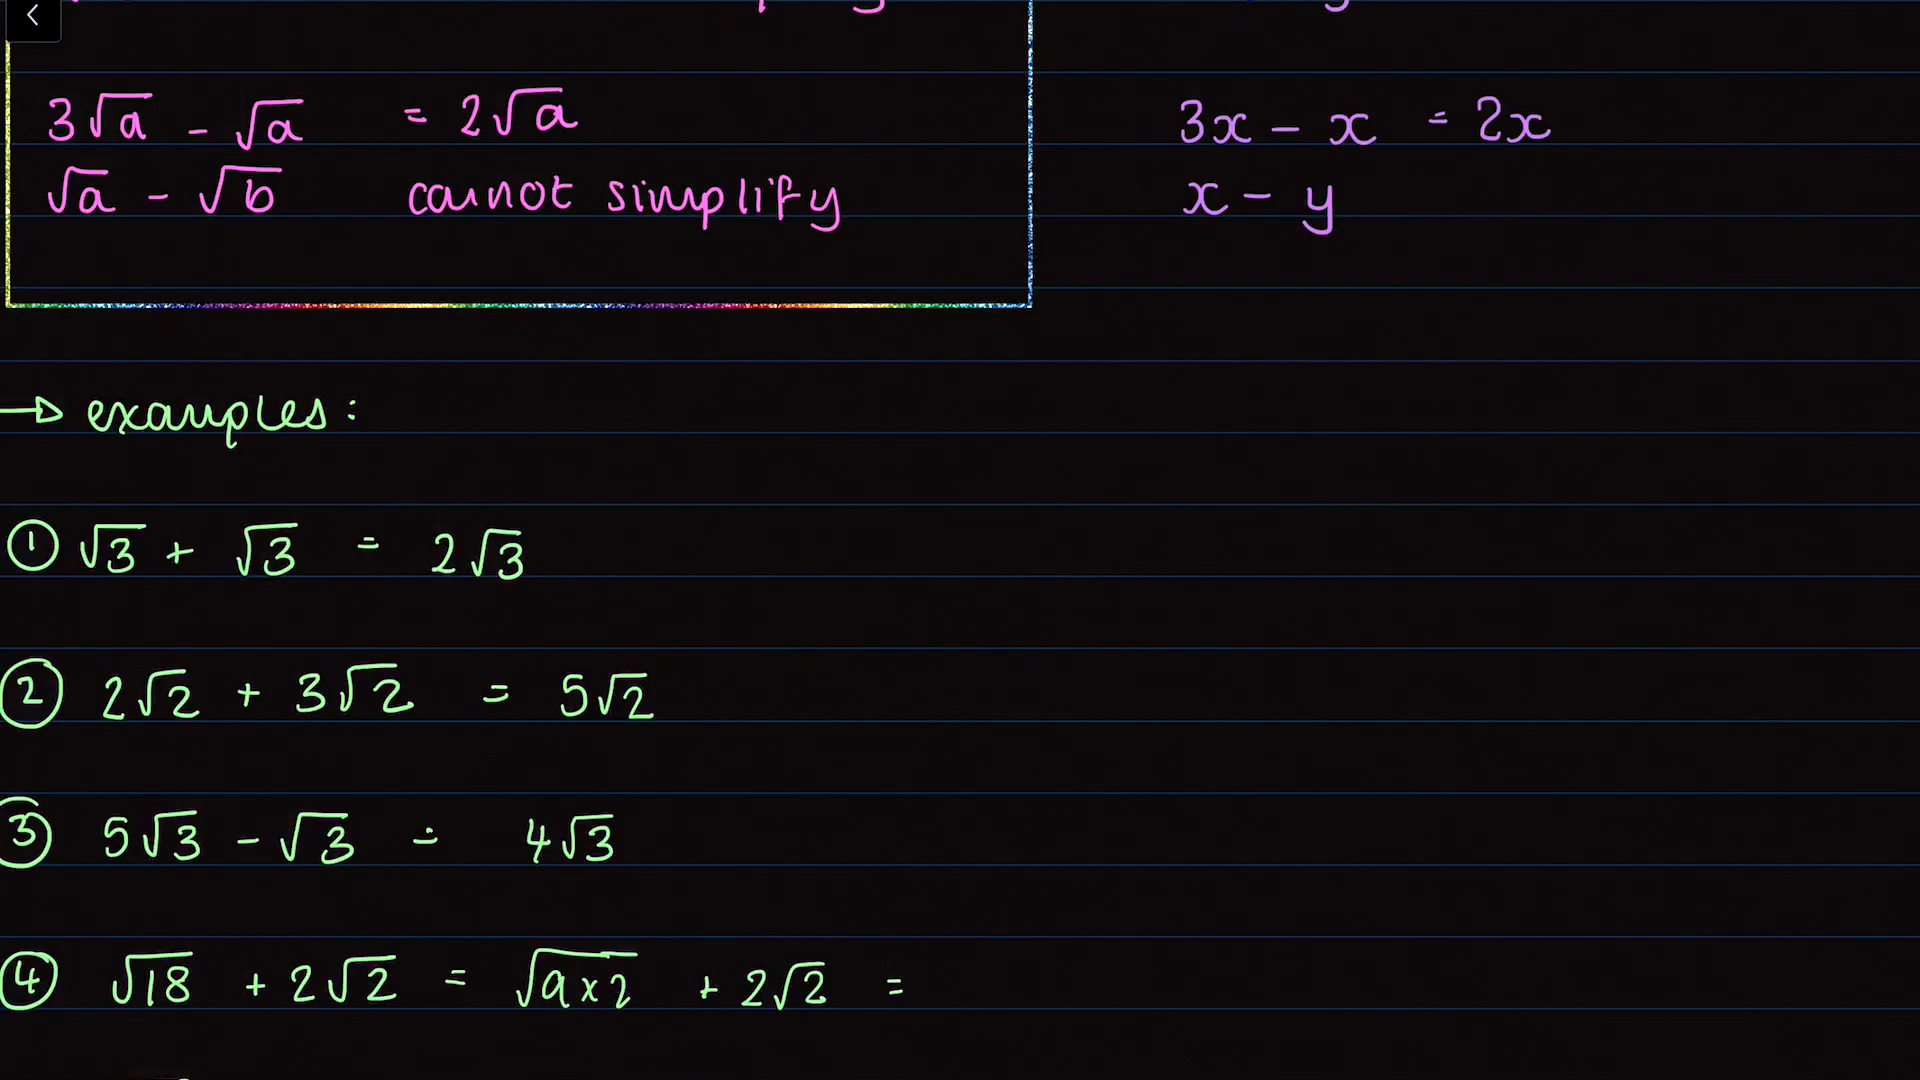 3√a - √a = 2√a
√a - √b cannot simplify
3x - x = 2x
x - y
→ examples:
① √3 + √3 = 2√3
② 2√2 + 3√2 = 5√2
③ 5√3 - √3 = 4√3
④ √18 + 2√2 = √9×2 + 2√2 =